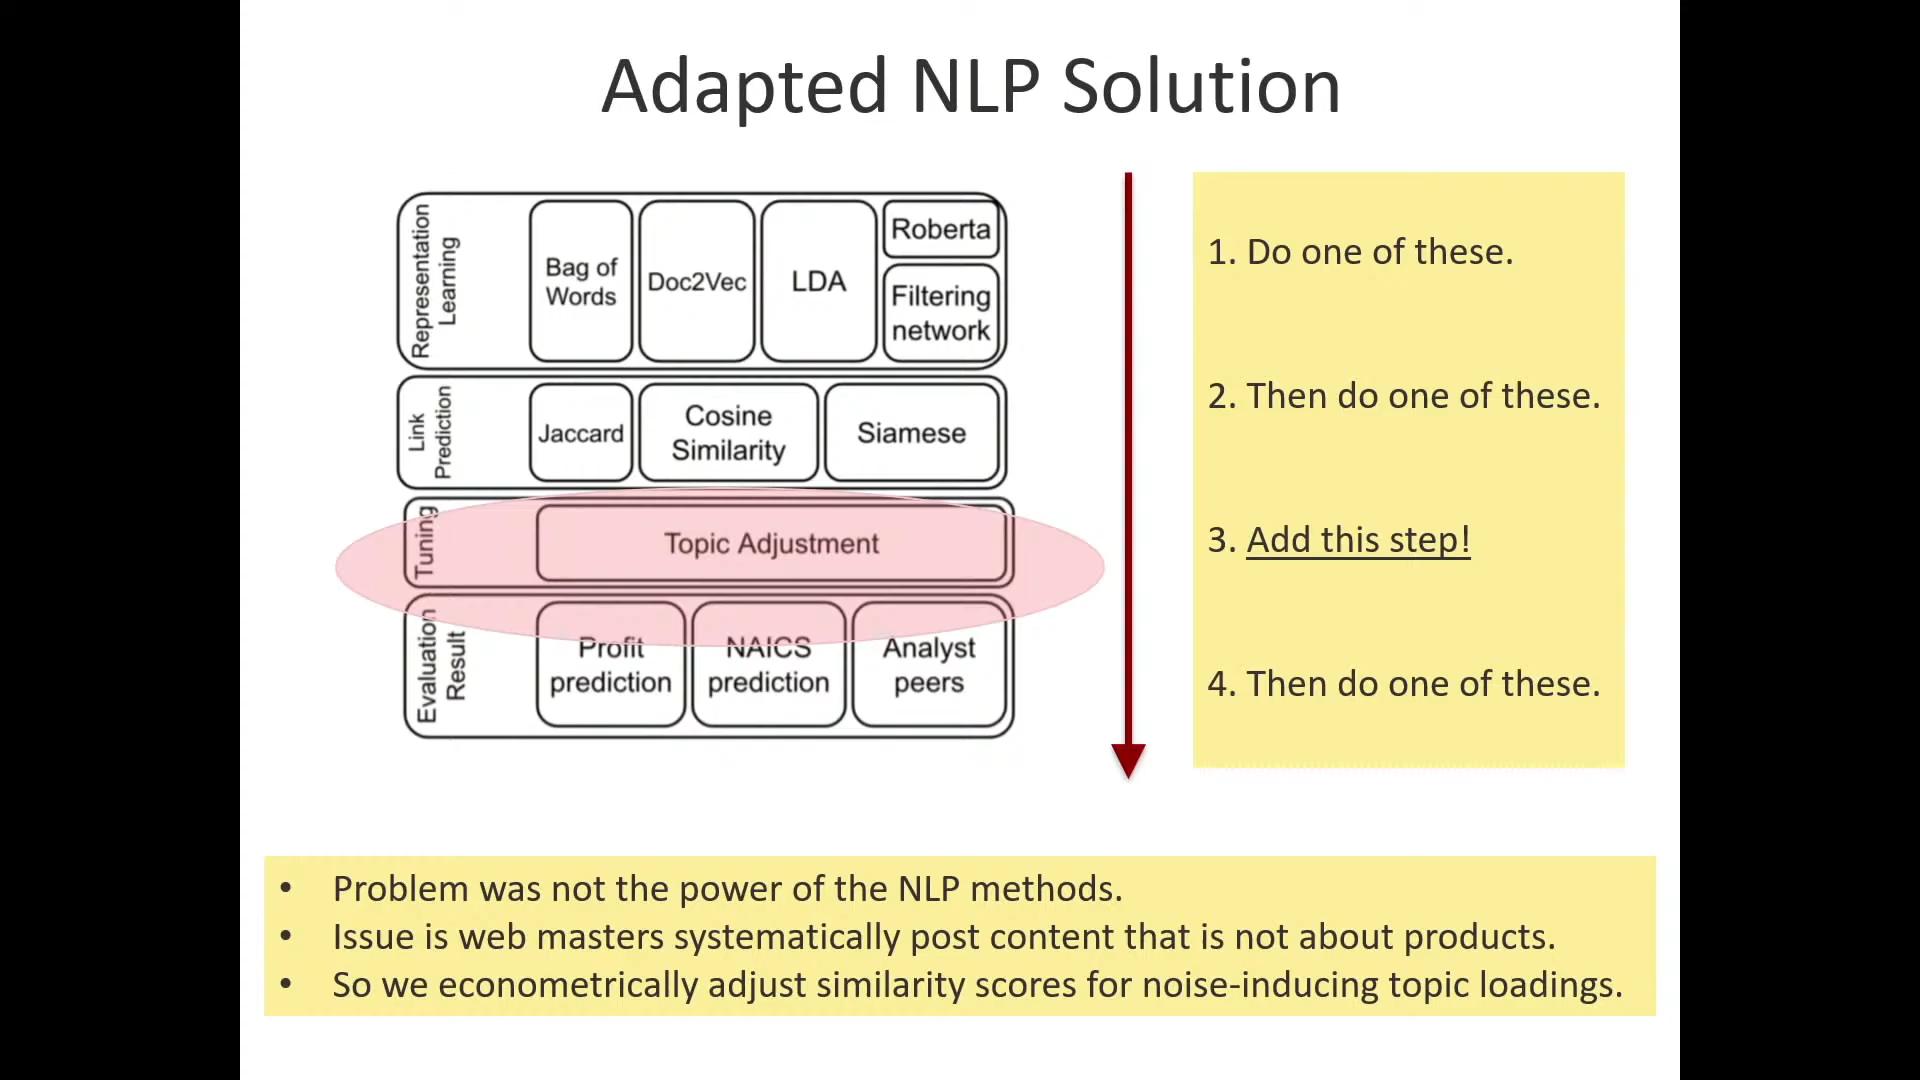 Adapted NLP Solution
Representation
Learning
Bag of
Words
Doc2Vec
LDA
Roberta
Filtering
network
Link
Prediction
Jaccard
Cosine
Similarity
Siamese
Tuning
Topic Adjustment
Evaluation
Result
Profit
prediction
NAICS
prediction
Analyst
peers
1. Do one of these.
2. Then do one of these.
3. Add this step!
4. Then do one of these.
• Problem was not the power of the NLP methods.
• Issue is web masters systematically post content that is not about products.
• So we econometrically adjust similarity scores for noise-inducing topic loadings.